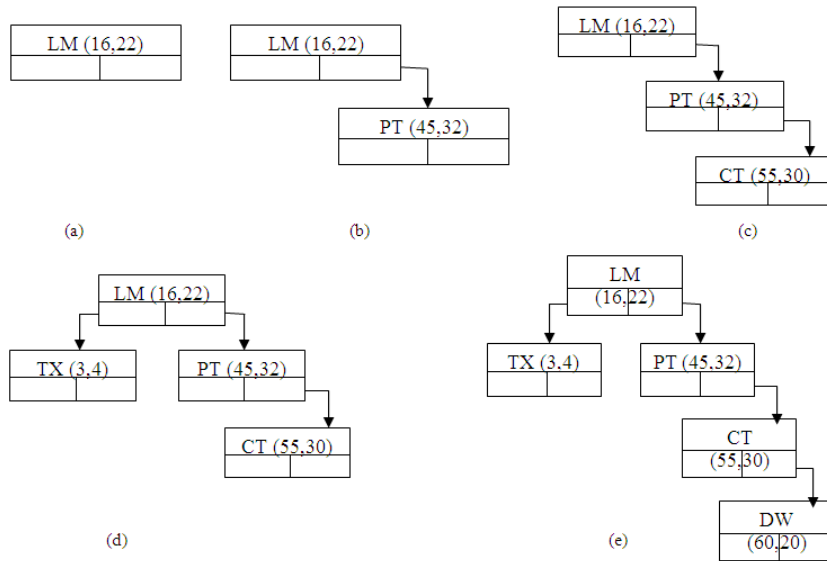 LM (16,22)
(a)
LM (16,22)
PT (45,32)
(b)
LM (16,22)
PT (45,32)
CT (55,30)
(c)
LM (16,22)
TX (3,4)
PT (45,32)
CT (55,30)
(d)
LM
(16,22)
TX (3,4)
PT (45,32)
CT
(55,30)
DW
(60,20)
(e)